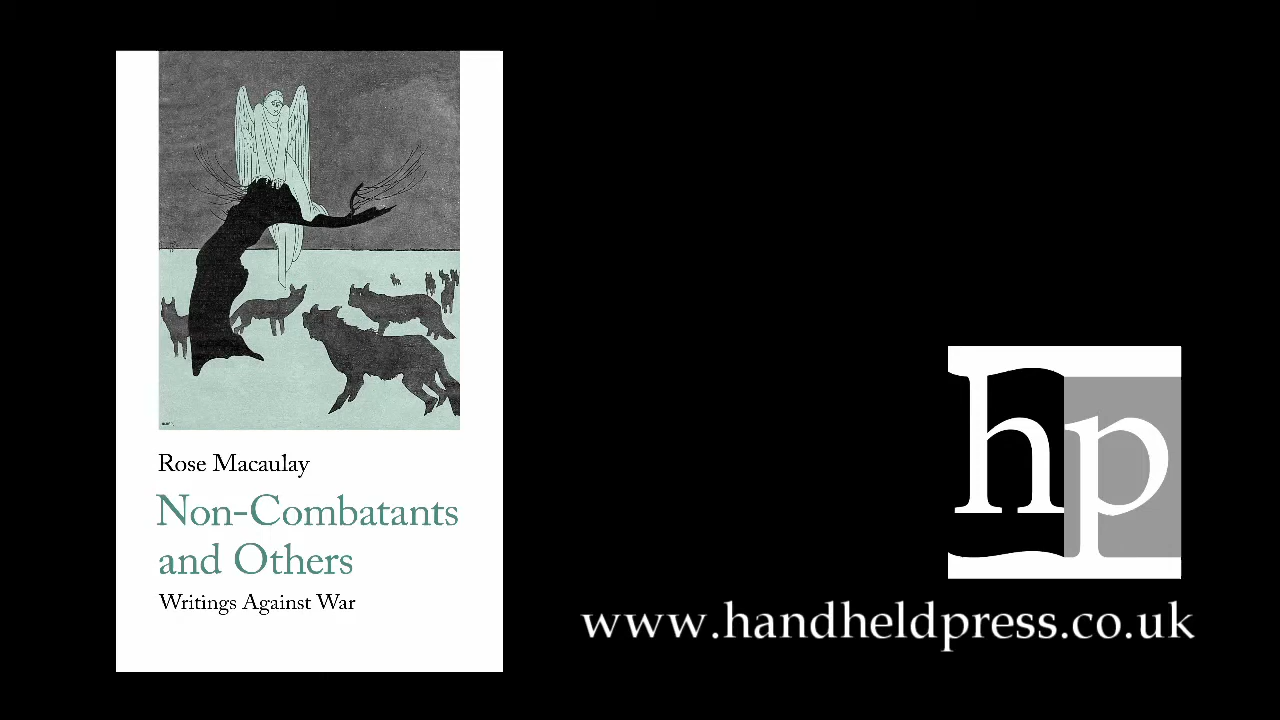 Rose Macaulay
Non-Combatants
and Others
Writings Against War
hp
www.handheldpress.co.uk